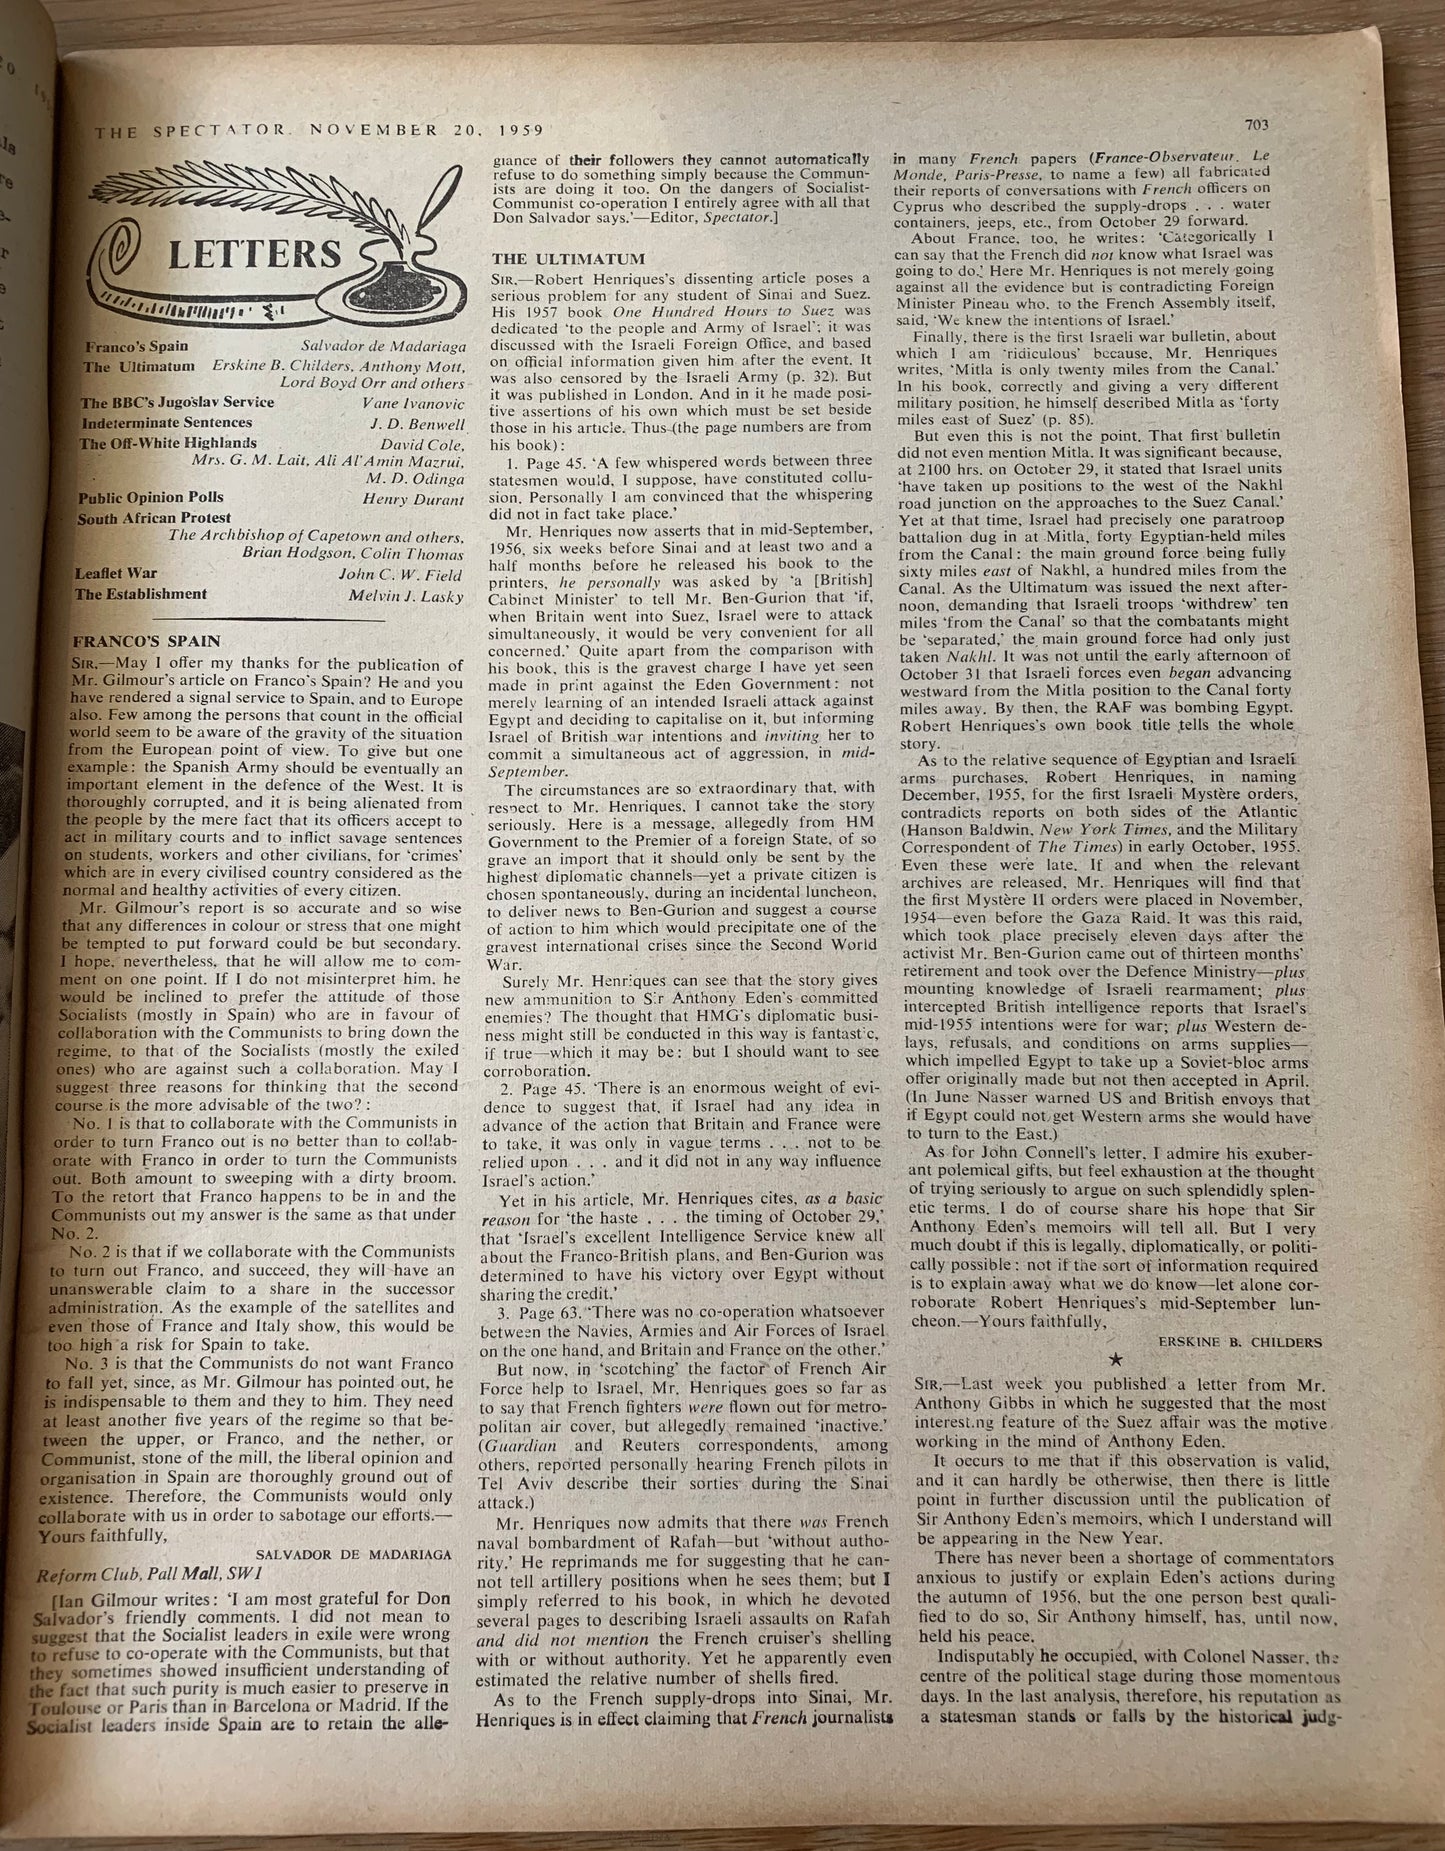 THE SPECTATOR. NOVEMBER 20, 1959
703
LETTERS
Franco's Spain Salvador de Madariaga
The Ultimatum Erskine B. Childers, Anthony Mott,
Lord Boyd Orr and others
The BBC's Jugoslav Service Vane Ivanovic
Indeterminate Sentences J. D. Benwell
The Off-White Highlands David Cole,
Mrs. G. M. Lait, Ali Al'Amin Mazrui,
M. D. Odinga
Public Opinion Polls Henry Durant
South African Protest
The Archbishop of Capetown and others,
Brian Hodgson, Colin Thomas
Leaflet War John C. W. Field
The Establishment Melvin J. Lasky
FRANCO'S SPAIN
SIR,—May I offer my thanks for the publication of
Mr. Gilmour's article on Franco's Spain? He and you
have rendered a signal service to Spain, and to Europe
also. Few among the persons that count in the official
world seem to be aware of the gravity of the situation
from the European point of view. To give but one
example: the Spanish Army should be eventually an
important element in the defence of the West. It is
thoroughly corrupted, and it is being alienated from
the people by the mere fact that its officers accept to
act in military courts and to inflict savage sentences
on students, workers and other civilians, for 'crimes'
which are in every civilised country considered as the
normal and healthy activities of every citizen.
Mr. Gilmour's report is so accurate and so wise
that any differences in colour or stress that one might
be tempted to put forward could be but secondary.
I hope, nevertheless, that he will allow me to com-
ment on one point. If I do not misinterpret him, he
would be inclined to prefer the attitude of those
Socialists (mostly in Spain) who are in favour of
collaboration with the Communists to bring down the
regime, to that of the Socialists (mostly the exiled
ones) who are against such a collaboration. May I
suggest three reasons for thinking that the second
course is the more advisable of the two?:
No. 1 is that to collaborate with the Communists in
order to turn Franco out is no better than to collab-
orate with Franco in order to turn the Communists
out. Both amount to sweeping with a dirty broom.
To the retort that Franco happens to be in and the
Communists out my answer is the same as that under
No. 2.
No. 2 is that if we collaborate with the Communists
to turn out Franco, and succeed, they will have an
unanswerable claim to a share in the successor
administration. As the example of the satellites and
even those of France and Italy show, this would be
too high a risk for Spain to take.
No. 3 is that the Communists do not want Franco
to fall yet, since, as Mr. Gilmour has pointed out, he
is indispensable to them and they to him. They need
at least another five years of the regime so that be-
tween the upper, or Franco, and the nether, or
Communist, stone of the mill, the liberal opinion and
organisation in Spain are thoroughly ground out of
existence. Therefore, the Communists would only
collaborate with us in order to sabotage our efforts.—
Yours faithfully,
SALVADOR DE MADARIAGA
Reform Club, Pall Mall, SW1
[Ian Gilmour writes: 'I am most grateful for Don
Salvador's friendly comments. I did not mean to
suggest that the Socialist leaders in exile were wrong
to refuse to co-operate with the Communists, but that
they sometimes showed insufficient understanding of
the fact that such purity is much easier to preserve in
Toulouse or Paris than in Barcelona or Madrid. If the
Socialist leaders inside Spain are to retain the alle-
giance of their followers they cannot automatically
refuse to do something simply because the Commun-
ists are doing it too. On the dangers of Socialist-
Communist co-operation I entirely agree with all that
Don Salvador says.'—Editor, Spectator.]
THE ULTIMATUM
SIR,—Robert Henriques's dissenting article poses a
serious problem for any student of Sinai and Suez.
His 1957 book One Hundred Hours to Suez was
dedicated 'to the people and Army of Israel'; it was
discussed with the Israeli Foreign Office, and based
on official information given him after the event. It
was also censored by the Israeli Army (p. 32). But
it was published in London. And in it he made posi-
tive assertions of his own which must be set beside
those in his article. Thus (the page numbers are from
his book):
1. Page 45. 'A few whispered words between three
statesmen would, I suppose, have constituted collu-
sion. Personally I am convinced that the whispering
did not in fact take place.'
Mr. Henriques now asserts that in mid-September,
1956, six weeks before Sinai and at least two and a
half months before he released his book to the
printers, he personally was asked by 'a [British]
Cabinet Minister' to tell Mr. Ben-Gurion that 'if,
when Britain went into Suez, Israel were to attack
simultaneously, it would be very convenient for all
concerned.' Quite apart from the comparison with
his book, this is the gravest charge I have yet seen
made in print against the Eden Government: not
merely learning of an intended Israeli attack against
Egypt and deciding to capitalise on it, but informing
Israel of British war intentions and inviting her to
commit a simultaneous act of aggression, in mid-
September.
The circumstances are so extraordinary that, with
respect to Mr. Henriques, I cannot take the story
seriously. Here is a message, allegedly from HM
Government to the Premier of a foreign State, of so
grave an import that it should only be sent by the
highest diplomatic channels—yet a private citizen is
chosen spontaneously, during an incidental luncheon,
to deliver news to Ben-Gurion and suggest a course
of action to him which would precipitate one of the
gravest international crises since the Second World
War.
Surely Mr. Henriques can see that the story gives
new ammunition to Sir Anthony Eden's committed
enemies? The thought that HMG's diplomatic busi-
ness might still be conducted in this way is fantastic,
if true—which it may be: but I should want to see
corroboration.
2. Page 45. 'There is an enormous weight of evi-
dence to suggest that, if Israel had any idea in
advance of the action that Britain and France were
to take, it was only in vague terms . . . not to be
relied upon . . . and it did not in any way influence
Israel's action.'
Yet in his article, Mr. Henriques cites, as a basic
reason for 'the haste . . . the timing of October 29,'
that 'Israel's excellent Intelligence Service knew all
about the Franco-British plans, and Ben-Gurion was
determined to have his victory over Egypt without
sharing the credit.'
3. Page 63. 'There was no co-operation whatsoever
between the Navies, Armies and Air Forces of Israel
on the one hand, and Britain and France on the other.'
But now, in 'scotching' the factor of French Air
Force help to Israel, Mr. Henriques goes so far as
to say that French fighters were flown out for metro-
politan air cover, but allegedly remained 'inactive.'
(Guardian and Reuters correspondents, among
others, reported personally hearing French pilots in
Tel Aviv describe their sorties during the Sinai
attack.)
Mr. Henriques now admits that there was French
naval bombardment of Rafah—but 'without autho-
rity.' He reprimands me for suggesting that he can-
not tell artillery positions when he sees them; but I
simply referred to his book, in which he devoted
several pages to describing Israeli assaults on Rafah
and did not mention the French cruiser's shelling
with or without authority. Yet he apparently even
estimated the relative number of shells fired.
As to the French supply-drops into Sinai, Mr.
Henriques is in effect claiming that French journalists
in many French papers (France-Observateur, Le
Monde, Paris-Presse, to name a few) all fabricated
their reports of conversations with French officers on
Cyprus who described the supply-drops . . . water
containers, jeeps, etc., from October 29 forward.
About France, too, he writes: 'Categorically I
can say that the French did not know what Israel was
going to do.' Here Mr. Henriques is not merely going
against all the evidence but is contradicting Foreign
Minister Pineau who, to the French Assembly itself,
said, 'We knew the intentions of Israel.'
Finally, there is the first Israeli war bulletin, about
which I am 'ridiculous' because, Mr. Henriques
writes, 'Mitla is only twenty miles from the Canal.'
In his book, correctly and giving a very different
military position, he himself described Mitla as 'forty
miles east of Suez' (p. 85).
But even this is not the point. That first bulletin
did not even mention Mitla. It was significant because,
at 2100 hrs. on October 29, it stated that Israel units
'have taken up positions to the west of the Nakhl
road junction on the approaches to the Suez Canal.'
Yet at that time, Israel had precisely one paratroop
battalion dug in at Mitla, forty Egyptian-held miles
from the Canal: the main ground force being fully
sixty miles east of Nakhl, a hundred miles from the
Canal. As the Ultimatum was issued the next after-
noon, demanding that Israeli troops 'withdrew' ten
miles 'from the Canal' so that the combatants might
be 'separated,' the main ground force had only just
taken Nakhl. It was not until the early afternoon of
October 31 that Israeli forces even began advancing
westward from the Mitla position to the Canal forty
miles away. By then, the RAF was bombing Egypt.
Robert Henriques's own book title tells the whole
story.
As to the relative sequence of Egyptian and Israeli
arms purchases, Robert Henriques, in naming
December, 1955, for the first Israeli Mystère orders,
contradicts reports on both sides of the Atlantic
(Hanson Baldwin, New York Times, and the Military
Correspondent of The Times) in early October, 1955.
Even these were late. If and when the relevant
archives are released, Mr. Henriques will find that
the first Mystère II orders were placed in November,
1954—even before the Gaza Raid. It was this raid,
which took place precisely eleven days after the
activist Mr. Ben-Gurion came out of thirteen months'
retirement and took over the Defence Ministry—plus
mounting knowledge of Israeli rearmament; plus
intercepted British intelligence reports that Israel's
mid-1955 intentions were for war; plus Western de-
lays, refusals, and conditions on arms supplies—
which impelled Egypt to take up a Soviet-bloc arms
offer originally made but not then accepted in April.
(In June Nasser warned US and British envoys that
if Egypt could not get Western arms she would have
to turn to the East.)
As for John Connell's letter, I admire his exuber-
ant polemical gifts, but feel exhaustion at the thought
of trying seriously to argue on such splendidly splen-
etic terms. I do of course share his hope that Sir
Anthony Eden's memoirs will tell all. But I very
much doubt if this is legally, diplomatically, or politi-
cally possible: not if the sort of information required
is to explain away what we do know—let alone cor-
roborate Robert Henriques's mid-September lun-
cheon.—Yours faithfully,
ERSKINE B. CHILDERS
★
SIR,—Last week you published a letter from Mr.
Anthony Gibbs in which he suggested that the most
interesting feature of the Suez affair was the motive
working in the mind of Anthony Eden.
It occurs to me that if this observation is valid,
and it can hardly be otherwise, then there is little
point in further discussion until the publication of
Sir Anthony Eden's memoirs, which I understand will
be appearing in the New Year.
There has never been a shortage of commentators
anxious to justify or explain Eden's actions during
the autumn of 1956, but the one person best quali-
fied to do so, Sir Anthony himself, has, until now,
held his peace.
Indisputably he occupied, with Colonel Nasser, the
centre of the political stage during those momentous
days. In the last analysis, therefore, his reputation as
a statesman stands or falls by the historical judg-